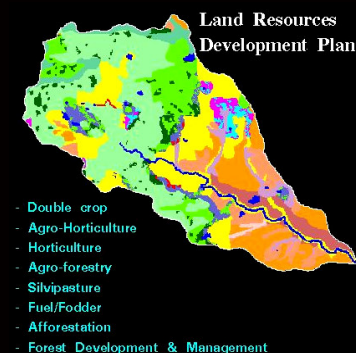 Land Resources
Development Plan
- Double crop
- Agro-Horticulture
- Horticulture
- Agro-forestry
- Silvipasture
- Fuel/Fodder
- Afforestation
- Forest Development & Management